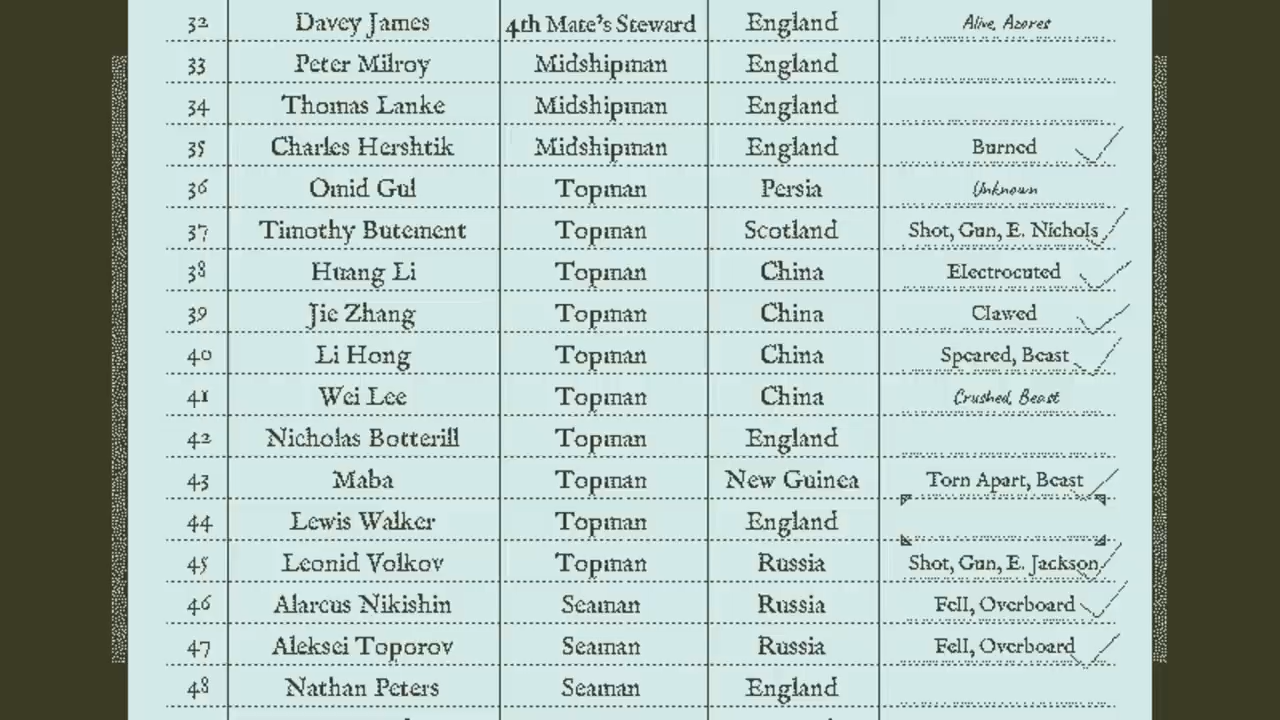 32 Davey James 4th Mate's Steward England Alive, Azores
33 Peter Milroy Midshipman England
34 Thomas Lanke Midshipman England
35 Charles Hershtik Midshipman England Burned
36 Omid Gul Topman Persia Unknown
37 Timothy Butement Topman Scotland Shot, Gun, E. Nichols
38 Huang Li Topman China Electrocuted
39 Jie Zhang Topman China Clawed
40 Li Hong Topman China Speared, Beast
41 Wei Lee Topman China Crushed, Beast
42 Nicholas Botterill Topman England
43 Maba Topman New Guinea Torn Apart, Beast
44 Lewis Walker Topman England
45 Leonid Volkov Topman Russia Shot, Gun, E. Jackson
46 Alarcus Nikishin Seaman Russia Fell, Overboard
47 Aleksei Toporov Seaman Russia Fell, Overboard
48 Nathan Peters Seaman England